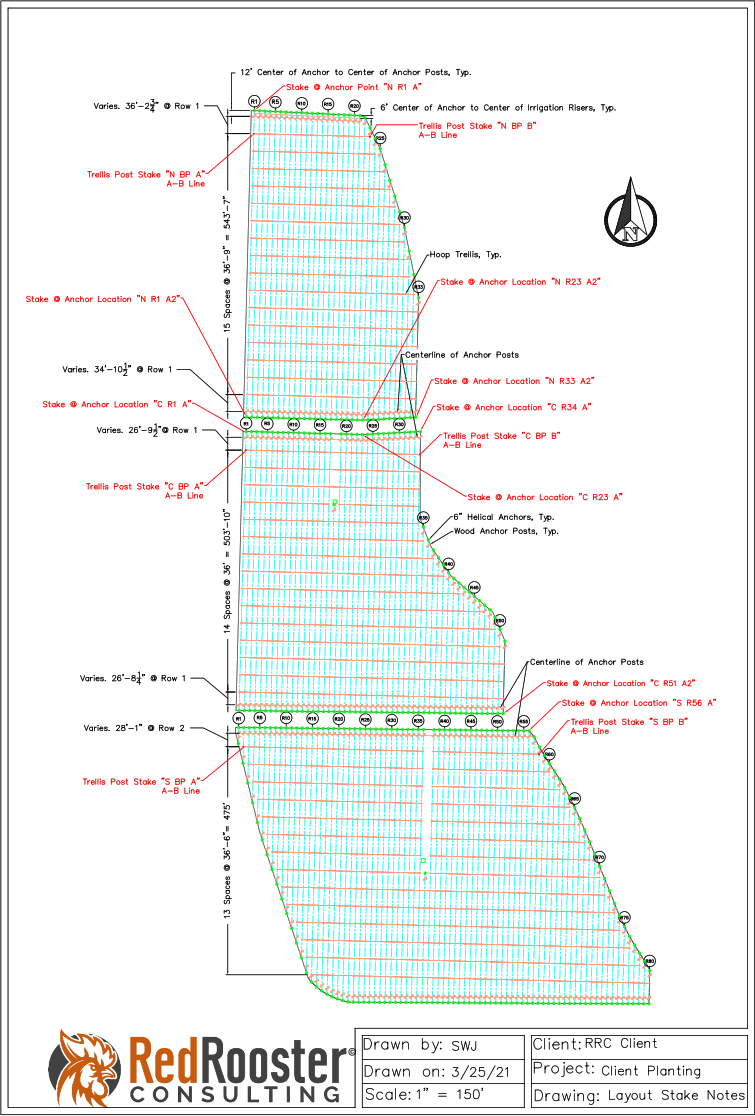 12' Center of Anchor to Center of Anchor Posts, Typ.
Stake @ Anchor Point "N R1 A"
Varies. 36'-2 3/4" @ Row 1
R1 R5 R10 R15 R20
6' Center of Anchor to Center of Irrigation Risers, Typ.
Trellis Post Stake "N BP B"
A-B Line
R25
Trellis Post Stake "N BP A"
A-B Line
15 Spaces @ 36'-9" = 543'-7"
R30
N
Hoop Trellis, Typ.
Stake @ Anchor Location "N R23 A2"
R33
Stake @ Anchor Location "N R1 A2"
Centerline of Anchor Posts
Varies. 34'-10 1/2" @ Row 1
Stake @ Anchor Location "N R33 A2"
Stake @ Anchor Location "C R1 A"
Stake @ Anchor Location "C R34 A"
R1 R5 R10 R15 R20 R25 R30
Varies. 26'-9 1/2" @ Row 1
Trellis Post Stake "C BP B"
A-B Line
Trellis Post Stake "C BP A"
A-B Line
Stake @ Anchor Location "C R23 A"
14 Spaces @ 36' = 503'-10"
R35
6" Helical Anchors, Typ.
Wood Anchor Posts, Typ.
R40
R45
R50
Centerline of Anchor Posts
Varies. 26'-8 1/4" @ Row 1
Stake @ Anchor Location "C R51 A2"
Stake @ Anchor Location "S R56 A"
R1 R5 R10 R15 R20 R25 R30 R35 R40 R45 R50 R55
Varies. 28'-1" @ Row 2
Trellis Post Stake "S BP B"
A-B Line
R60
Trellis Post Stake "S BP A"
A-B Line
13 Spaces @ 36'-6"= 475'
R65
R70
R75
R80
RedRooster©
CONSULTING
Drawn by: SWJ
Drawn on: 3/25/21
Scale: 1" = 150'
Client: RRC Client
Project: Client Planting
Drawing: Layout Stake Notes